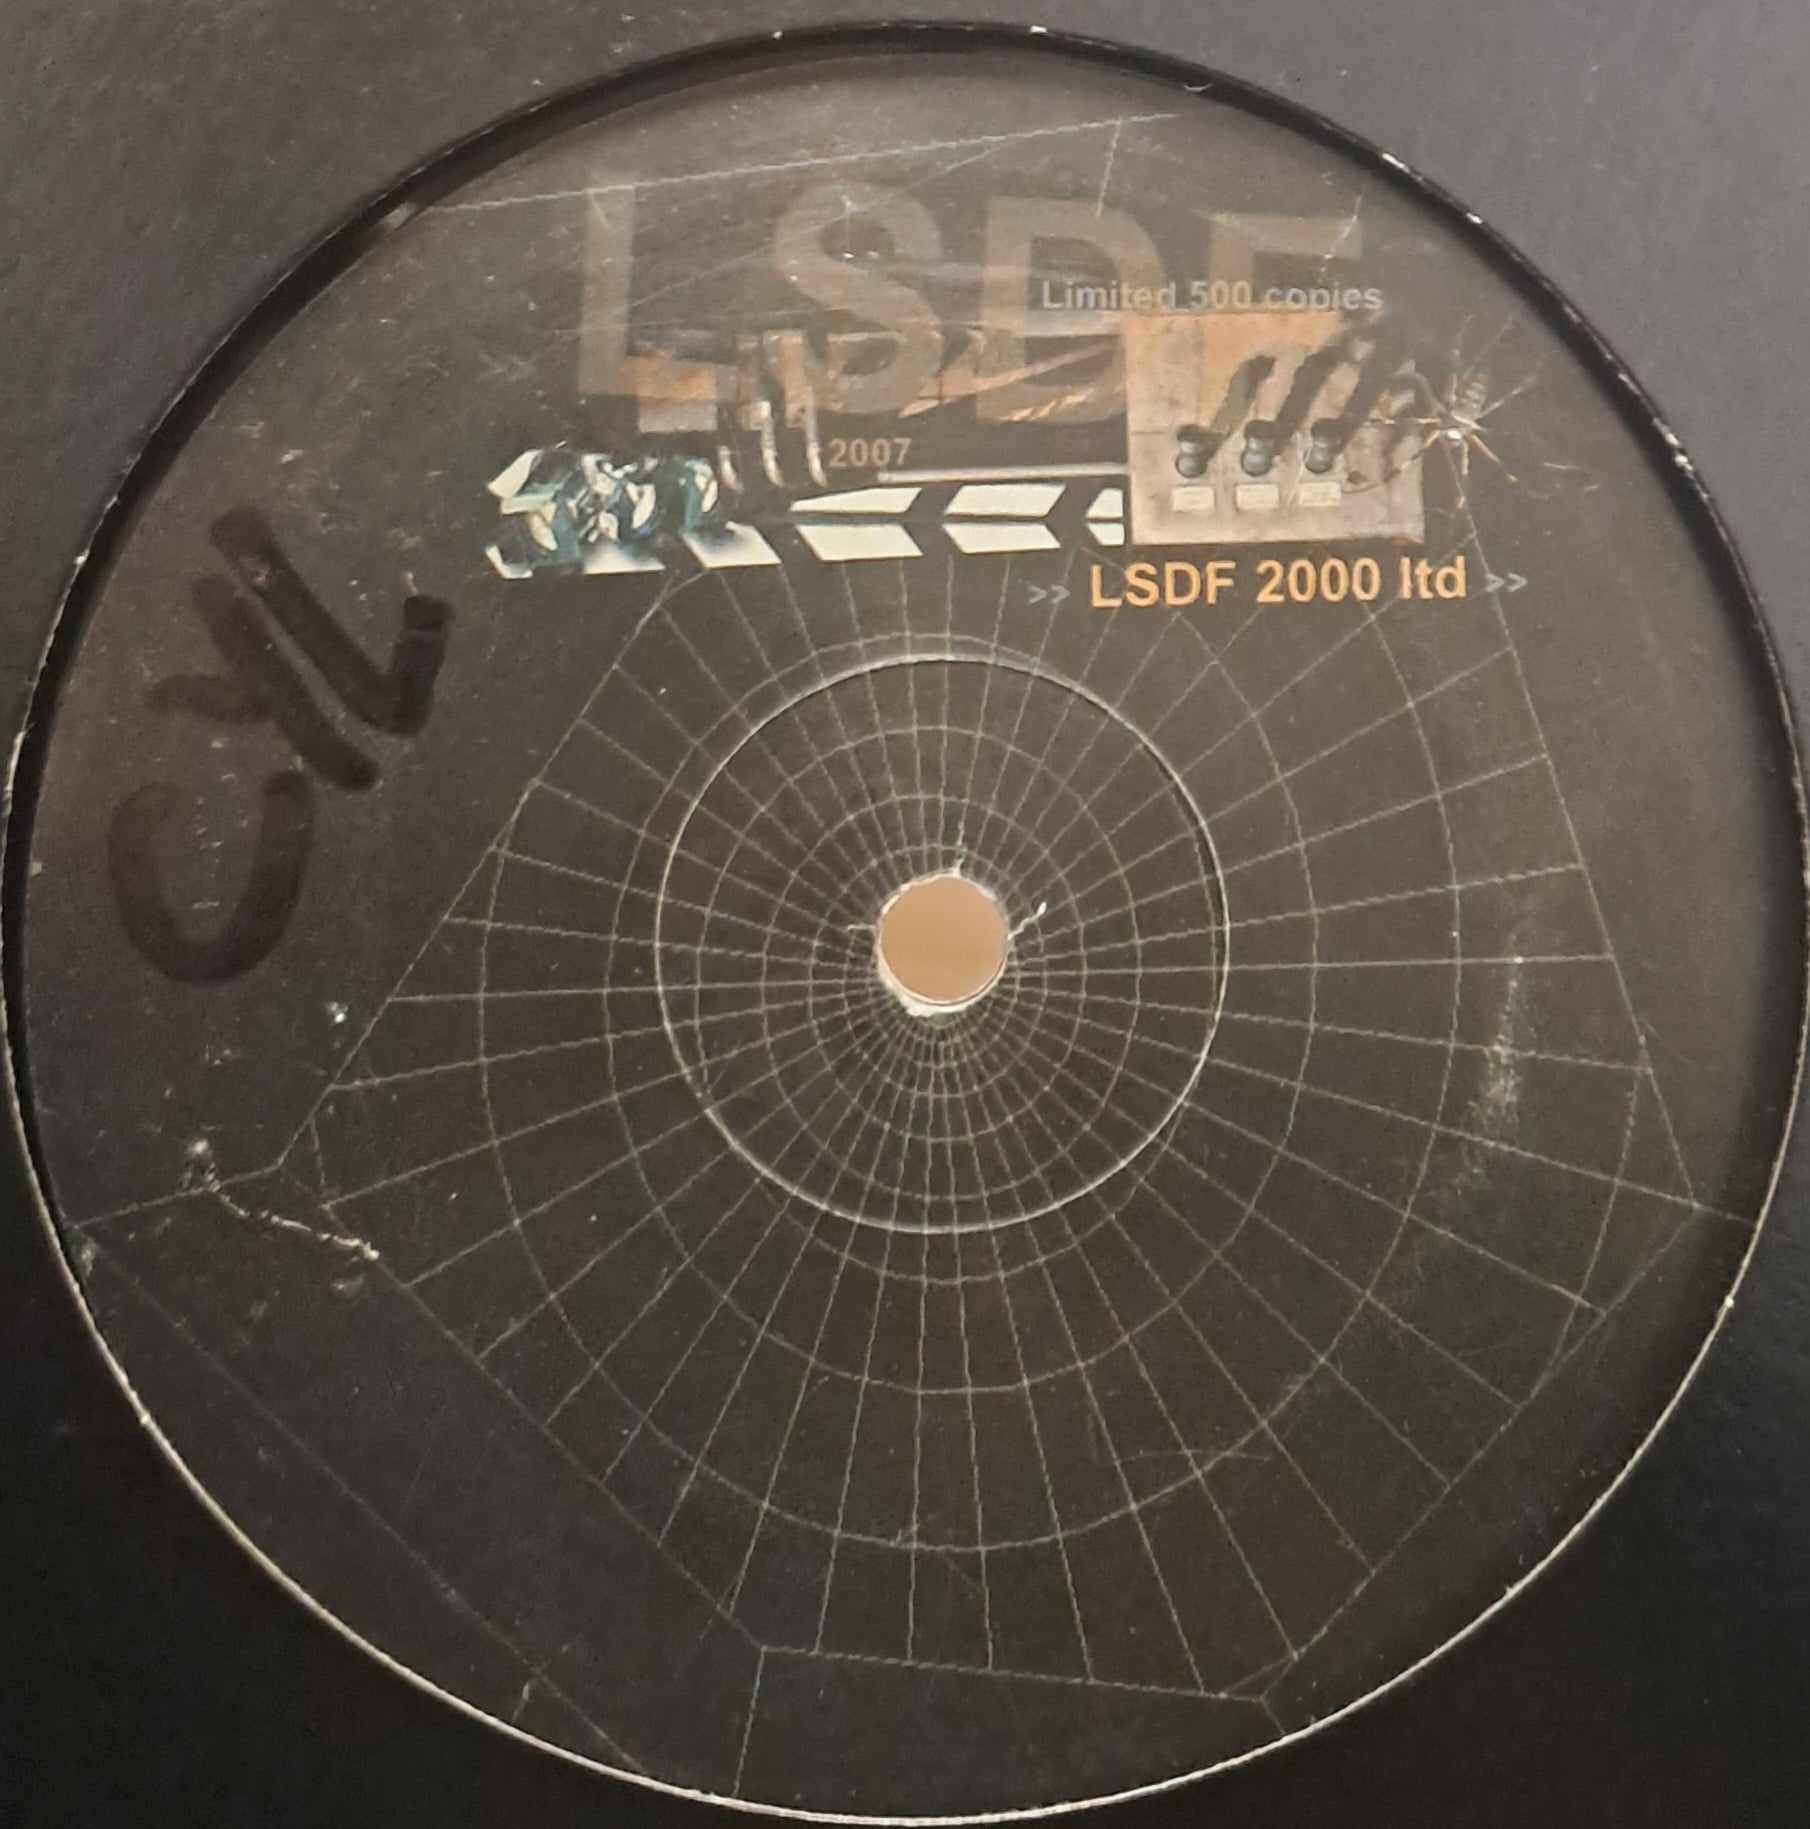 LSDF
Limited 500 copies
2007
>> LSDF 2000 ltd >>